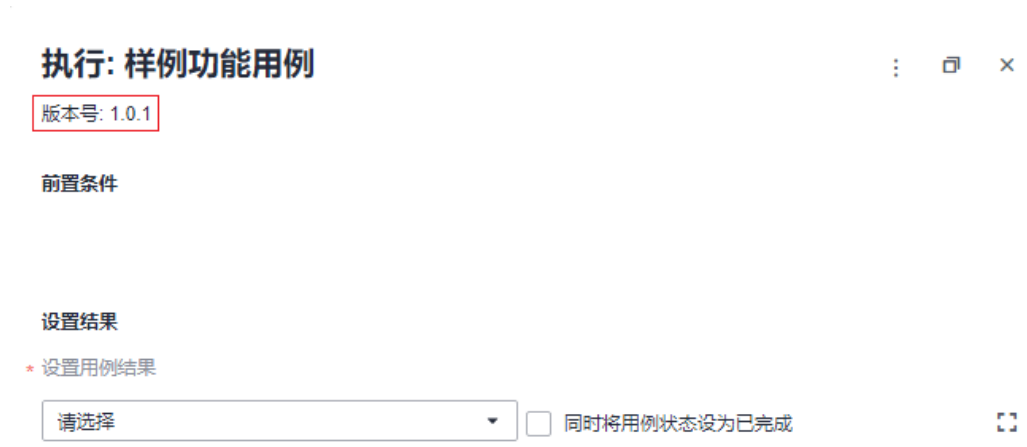 执行: 样例功能用例
版本号: 1.0.1
前置条件
设置结果
* 设置用例结果
请选择
同时将用例状态设为已完成